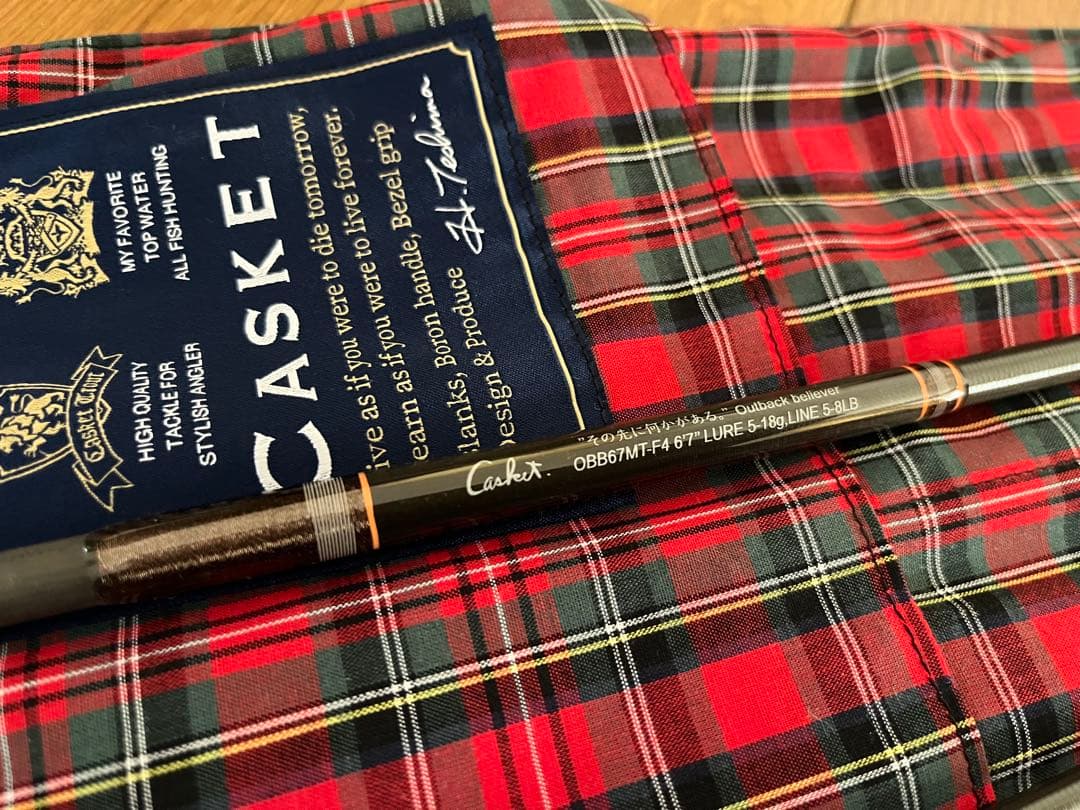 MY FAVORITE
TOP WATER
ALL FISH HUNTING
HIGH QUALITY
TACKLE FOR
STYLISH ANGLER
CASKET
ive as if you were to die tomorrow,
earn as if you were to live forever.
lanks, Boron handle, Bezel grip
Design & Produce H. Teshima
Casket Trout
Casket.
"その先に何かがある。" Outback believer
OBB67MT-F4 6'7" LURE 5-18g,LINE 5-8LB